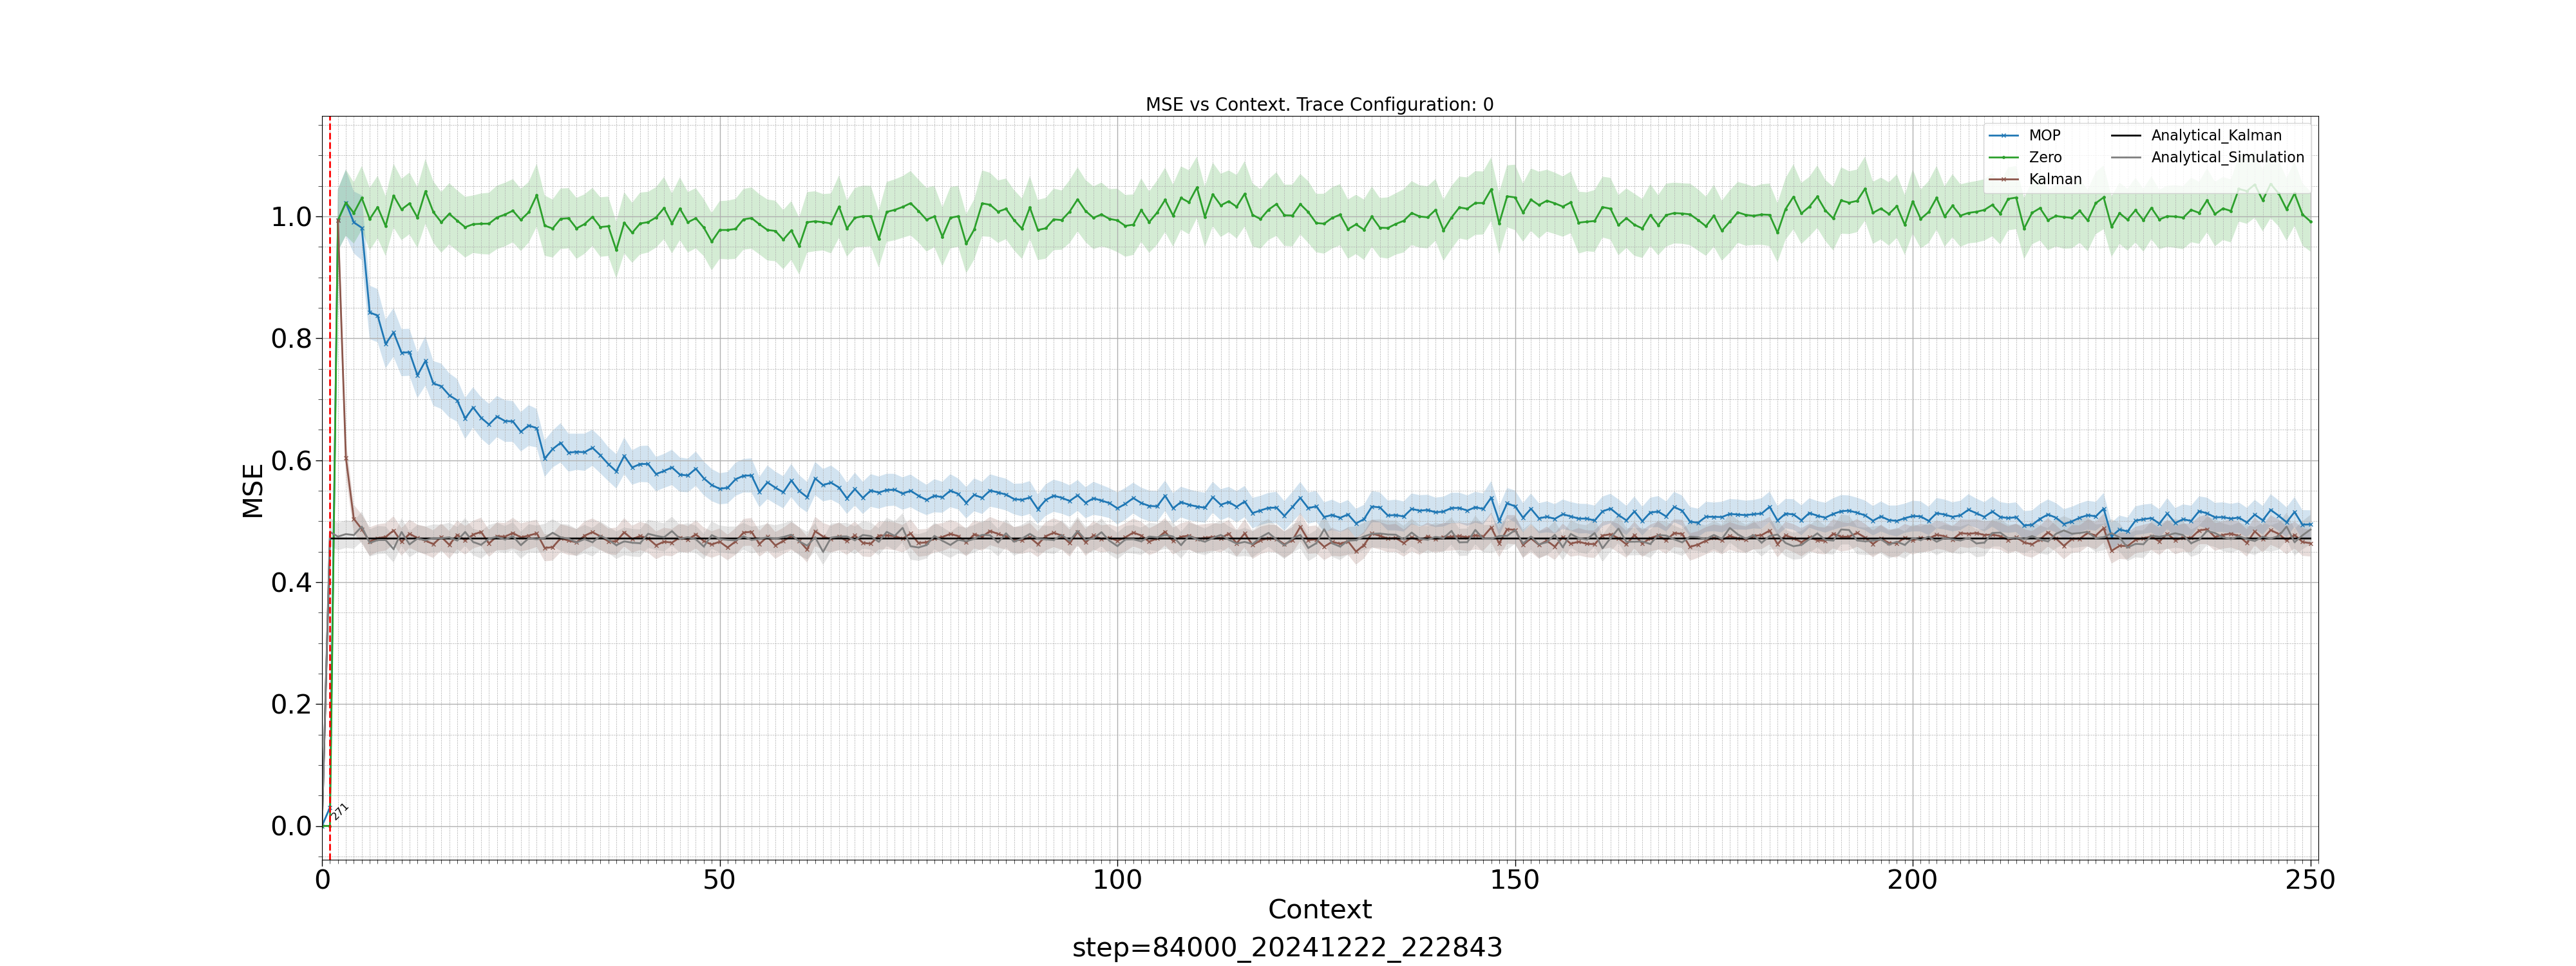 MSE vs Context. Trace Configuration: 0
MOP
Zero
Kalman
Analytical_Kalman
Analytical_Simulation
MSE
1.0
0.8
0.6
0.4
0.2
0.0
271
0 50 100 150 200 250
Context
step=84000_20241222_222843